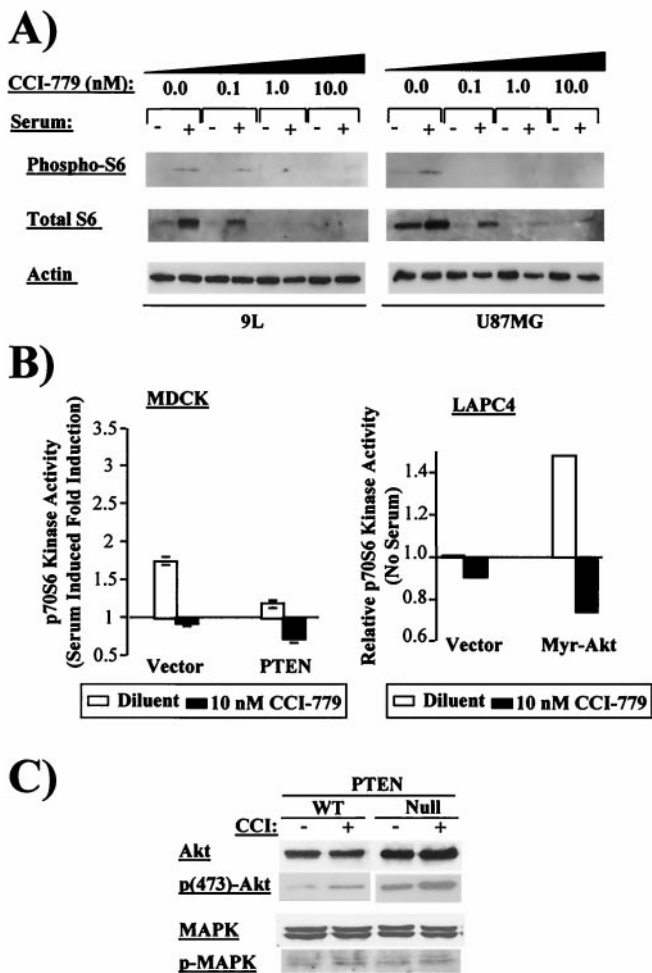 A)
CCI-779 (nM): 0.0 0.1 1.0 10.0 0.0 0.1 1.0 10.0
Serum: - + - + - + - + - + - + - + - +
Phospho-S6
Total S6
Actin
9L U87MG
B)
MDCK
p70S6 Kinase Activity
(Serum Induced Fold Induction)
3.5
3
2.5
2
1.5
1
0.5
Vector PTEN
Diluent 10 nM CCI-779
LAPC4
Relative p70S6 Kinase Activity
(No Serum)
1.4
1.2
1.0
0.8
0.6
Vector Myr-Akt
Diluent 10 nM CCI-779
C)
PTEN
WT Null
CCI: - + - +
Akt
p(473)-Akt
MAPK
p-MAPK